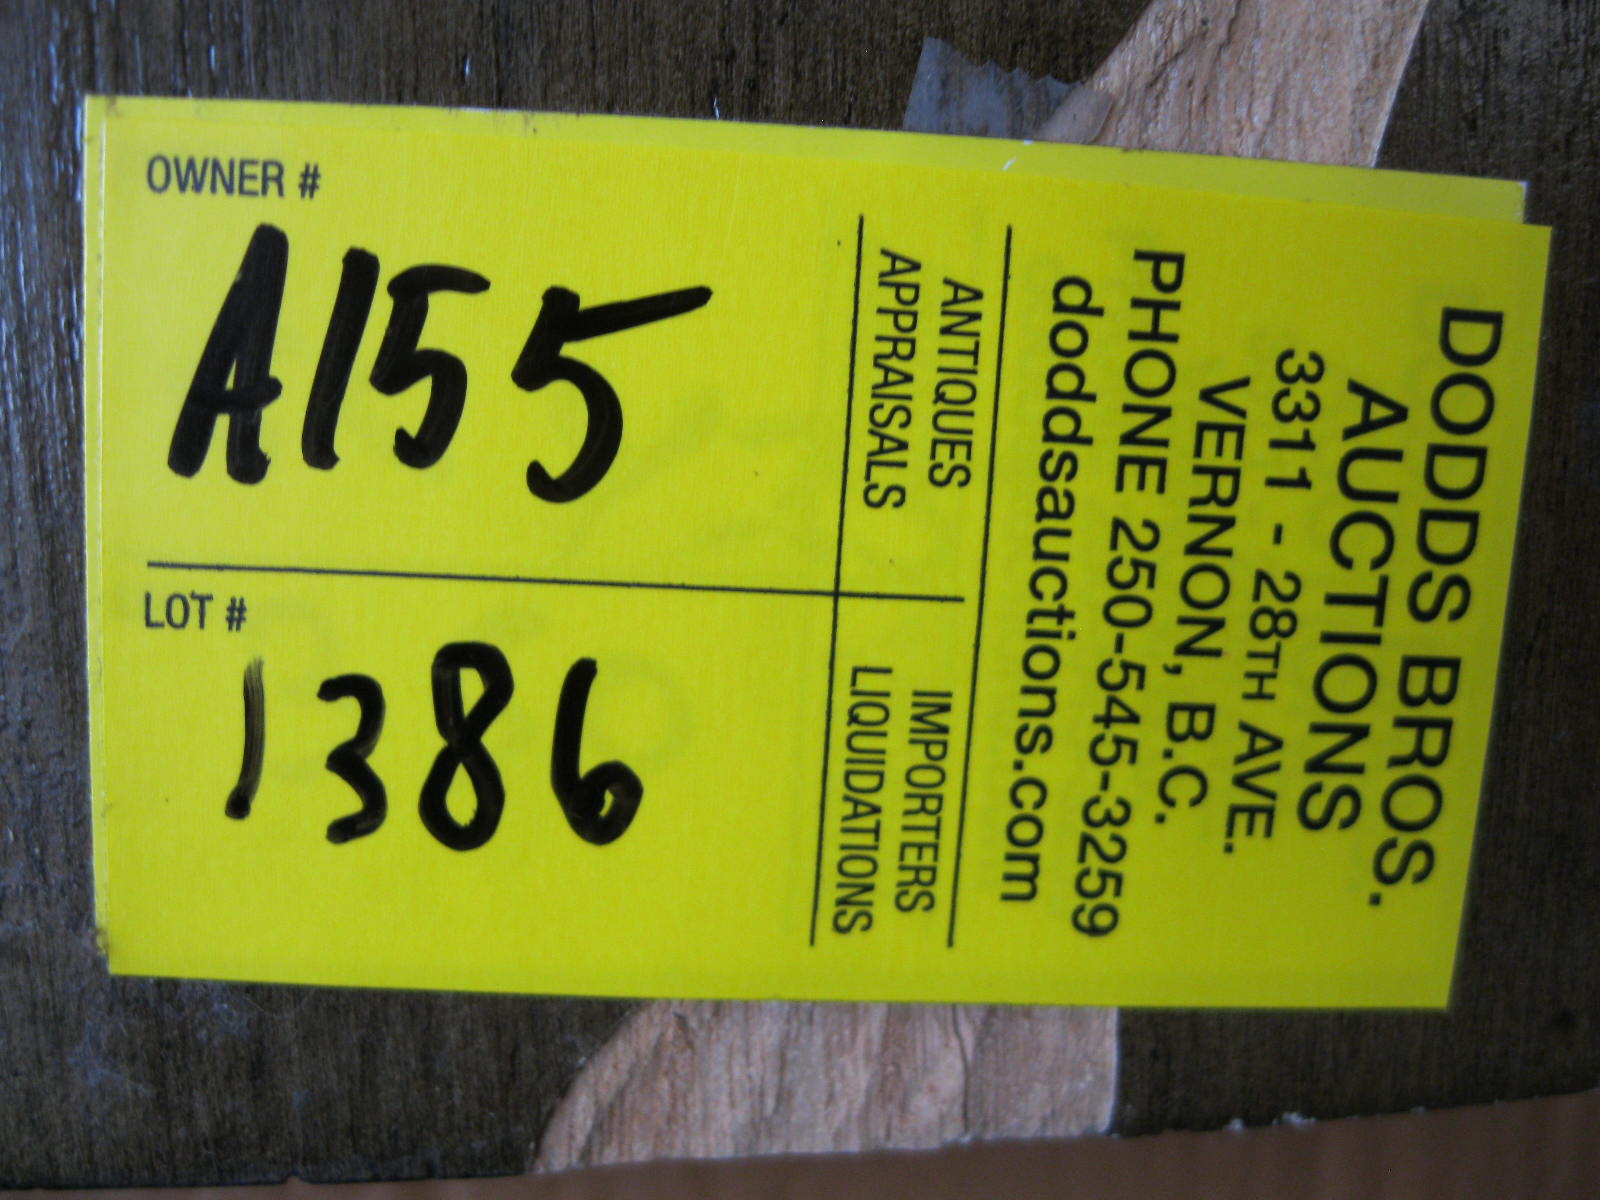 OWNER #
A155
LOT #
1386
DODDS BROS.
AUCTIONS
3311 - 28TH AVE.
VERNON, B.C.
PHONE 250-545-3259
doddsauctions.com
ANTIQUES
APPRAISALS
IMPORTERS
LIQUIDATIONS